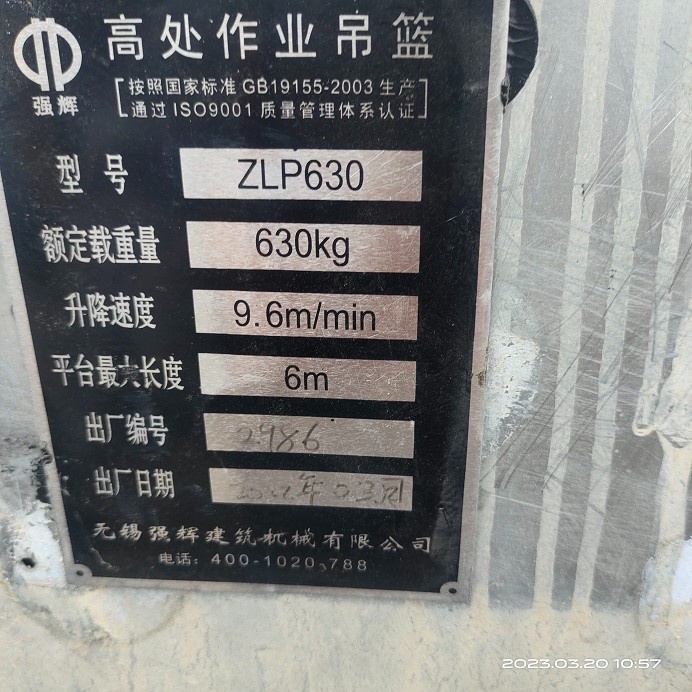 高处作业吊篮
强辉
按照国家标准 GB19155-2003 生产
通过 ISO9001 质量管理体系认证
型号 ZLP630
额定载重量 630kg
升降速度 9.6m/min
平台最大长度 6m
出厂编号 2986
出厂日期 年03月
无锡强辉建筑机械有限公司
电话: 400-1020-788
2023.03.20 10:57